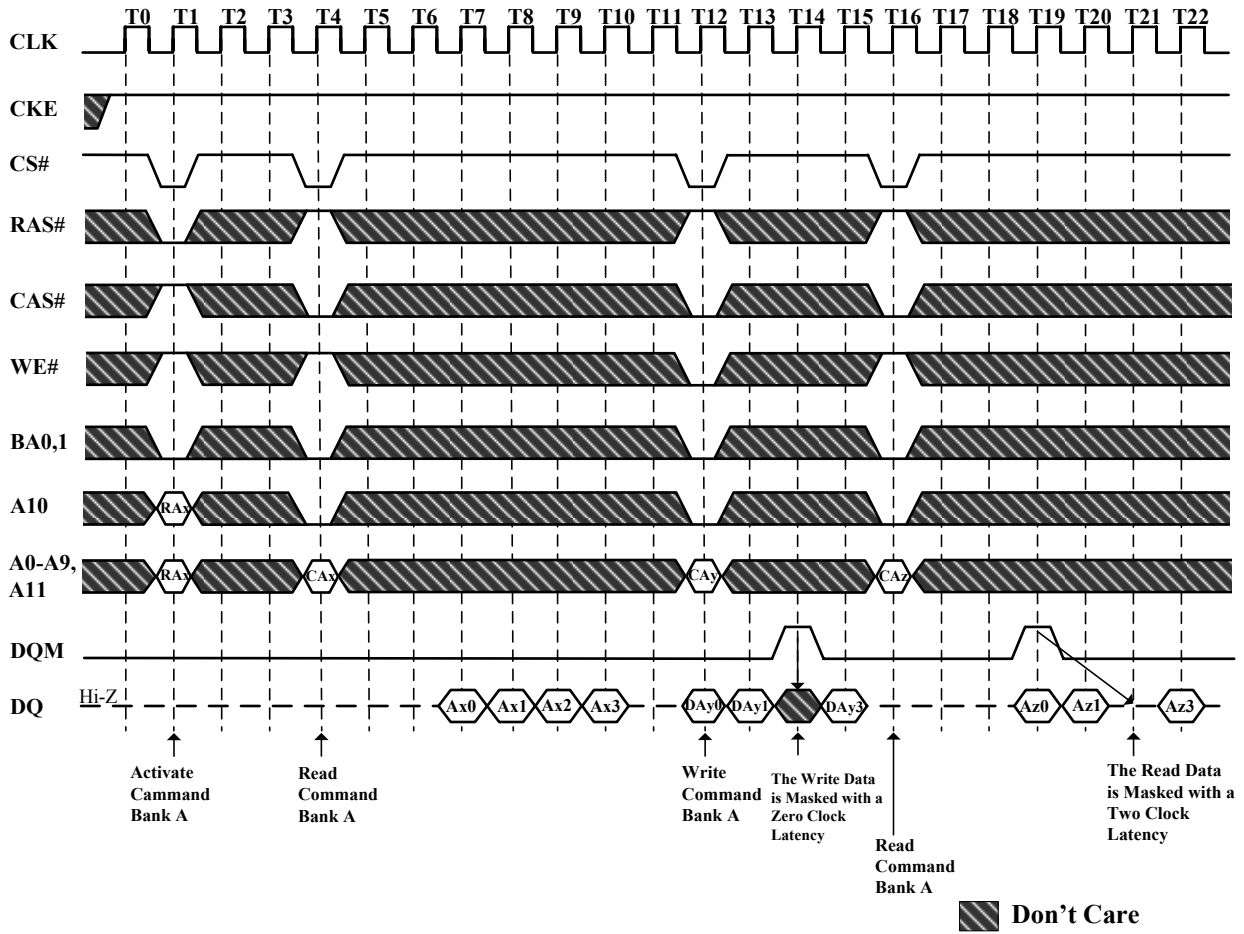 T0 T1 T2 T3 T4 T5 T6 T7 T8 T9 T10 T11 T12 T13 T14 T15 T16 T17 T18 T19 T20 T21 T22
CLK
CKE
CS#
RAS#
CAS#
WE#
BA0,1
A10 RAx
A0-A9, A11 RAx CAx CAy CAz
DQM
DQ Hi-Z Ax0 Ax1 Ax2 Ax3 DAy0 DAy1 DAy3 Az0 Az1 Az3
Activate
Cammand
Bank A
Read
Command
Bank A
Write
Command
Bank A
The Write Data
is Masked with a
Zero Clock
Latency
Read
Command
Bank A
The Read Data
is Masked with a
Two Clock
Latency
Don't Care